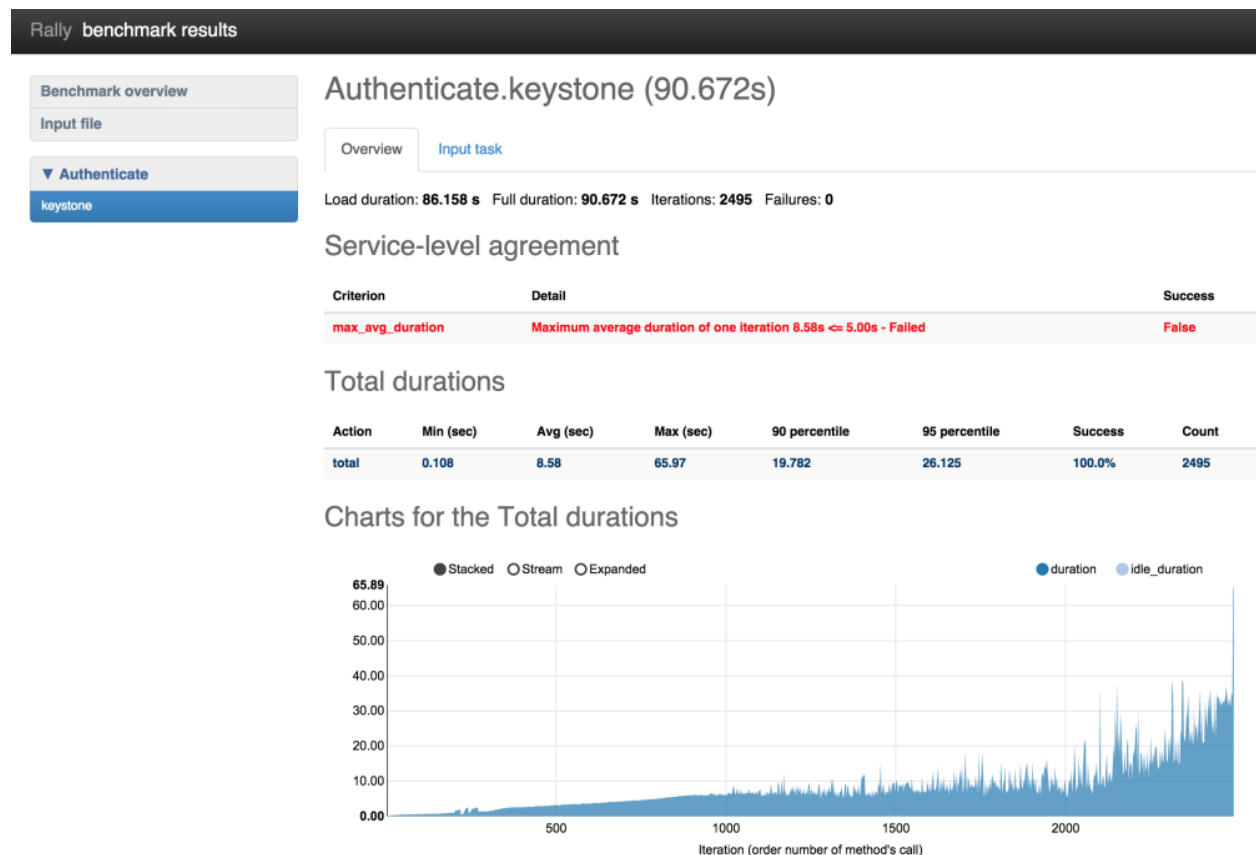 Rally benchmark results
Benchmark overview
Input file
▼ Authenticate
keystone
Authenticate.keystone (90.672s)
Overview Input task
Load duration: 86.158 s Full duration: 90.672 s Iterations: 2495 Failures: 0
Service-level agreement
Criterion Detail Success
max_avg_duration Maximum average duration of one iteration 8.58s <= 5.00s - Failed False
Total durations
Action Min (sec) Avg (sec) Max (sec) 90 percentile 95 percentile Success Count
total 0.108 8.58 65.97 19.782 26.125 100.0% 2495
Charts for the Total durations
Stacked Stream Expanded duration idle_duration
65.89
60.00
50.00
40.00
30.00
20.00
10.00
0.00
500 1000 1500 2000
Iteration (order number of method's call)